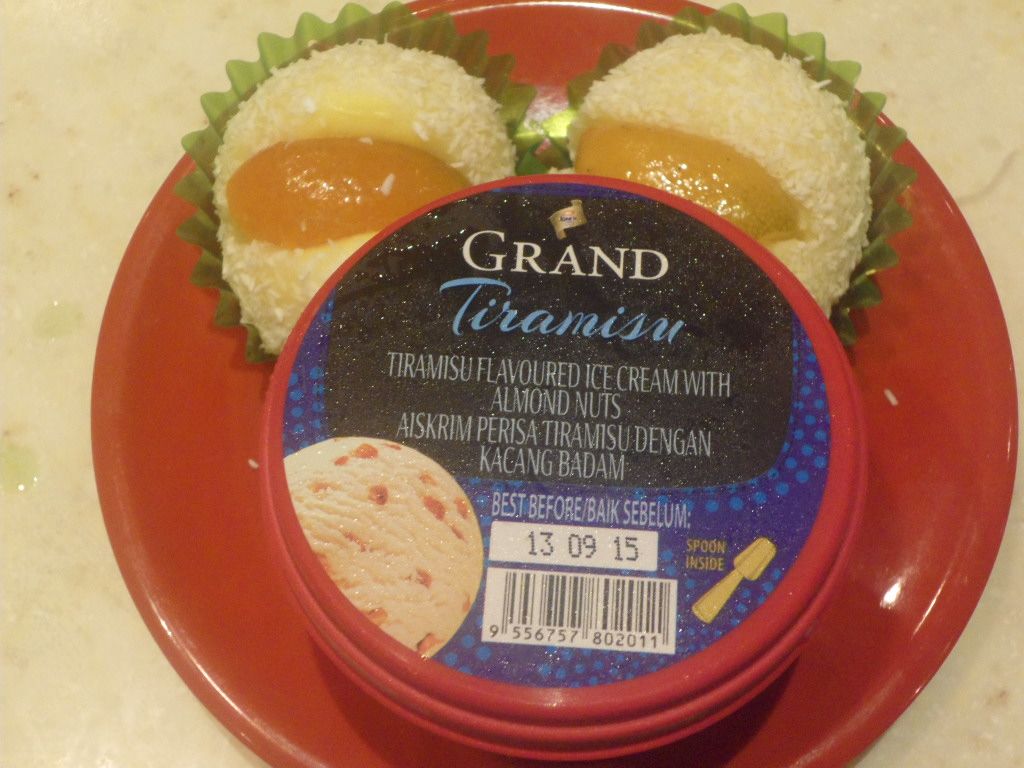 GRAND
Tiramisu
TIRAMISU FLAVOURED ICE CREAM WITH
ALMOND NUTS
AISKRIM PERISA TIRAMISU DENGAN
KACANG BADAM
BEST BEFORE/BAIK SEBELUM:
13 09 15
SPOON
INSIDE
9 556757 802011